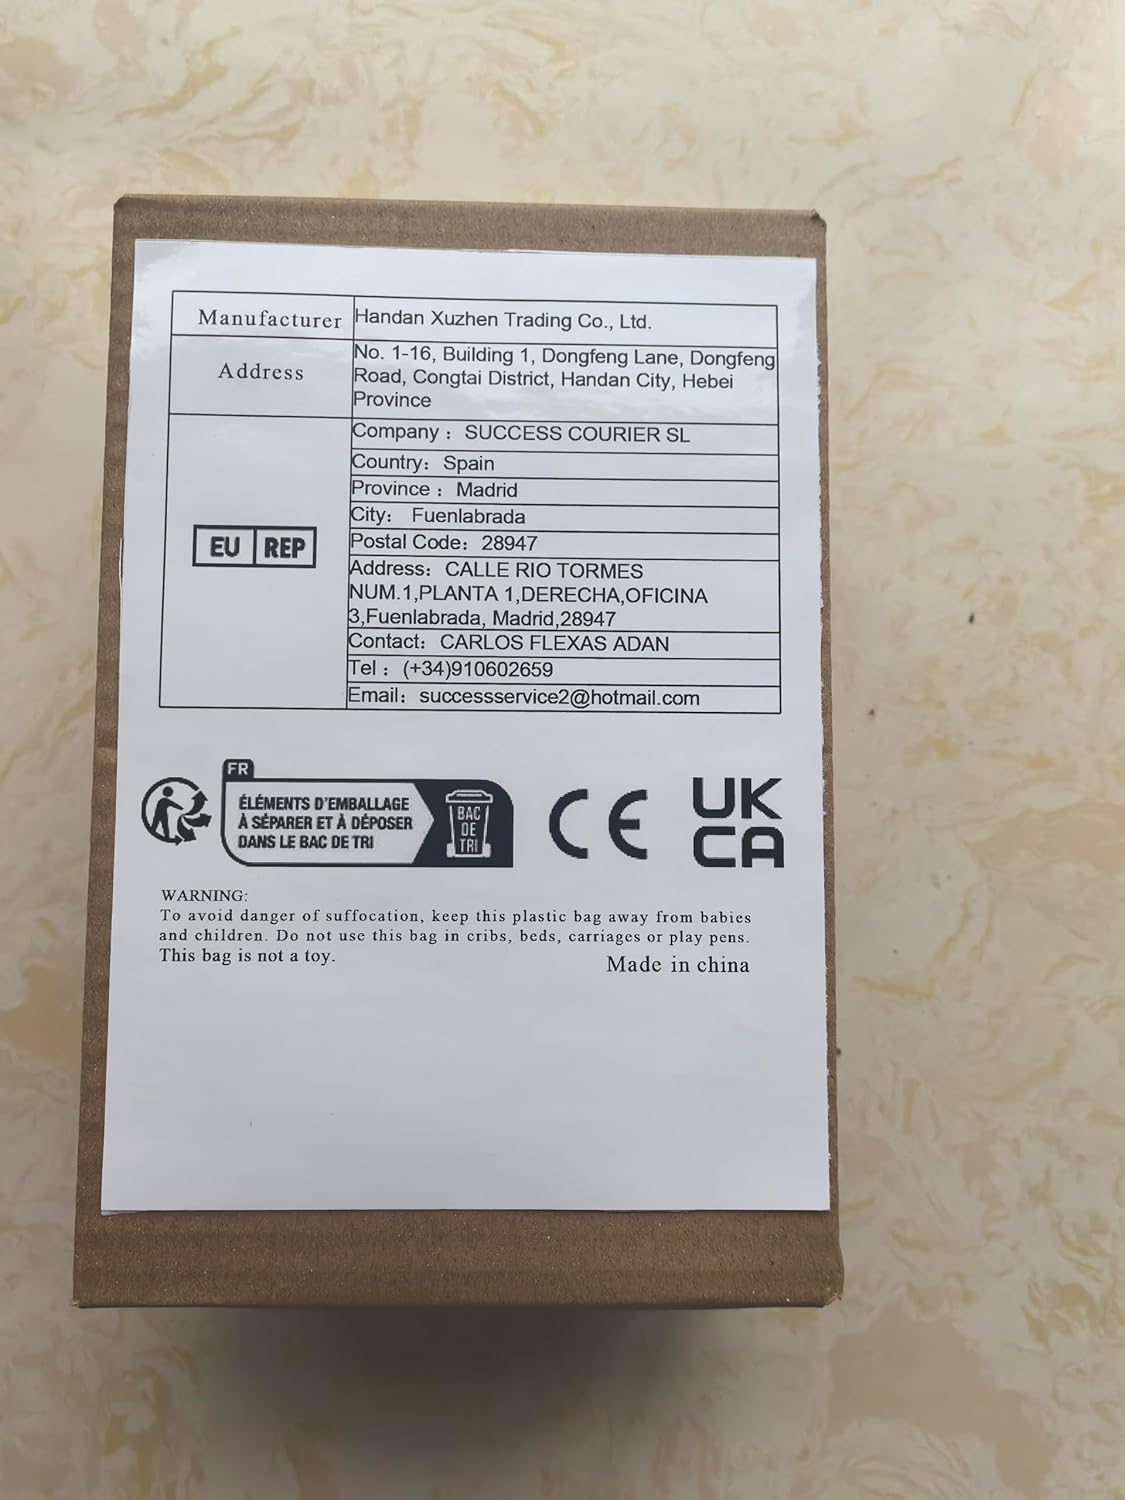 Manufacturer
Handan Xuzhen Trading Co., Ltd.
Address
No. 1-16, Building 1, Dongfeng Lane, Dongfeng
Road, Congtai District, Handan City, Hebei
Province
EU REP
Company：SUCCESS COURIER SL
Country：Spain
Province：Madrid
City： Fuenlabrada
Postal Code：28947
Address：CALLE RIO TORMES
NUM.1,PLANTA 1,DERECHA,OFICINA
3,Fuenlabrada, Madrid,28947
Contact：CARLOS FLEXAS ADAN
Tel：(+34)910602659
Email：successservice2@hotmail.com
FR
ÉLÉMENTS D'EMBALLAGE
À SÉPARER ET À DÉPOSER
DANS LE BAC DE TRI
BAC
DE
TRI
CE
UK
CA
WARNING:
To avoid danger of suffocation, keep this plastic bag away from babies
and children. Do not use this bag in cribs, beds, carriages or play pens.
This bag is not a toy.
Made in china